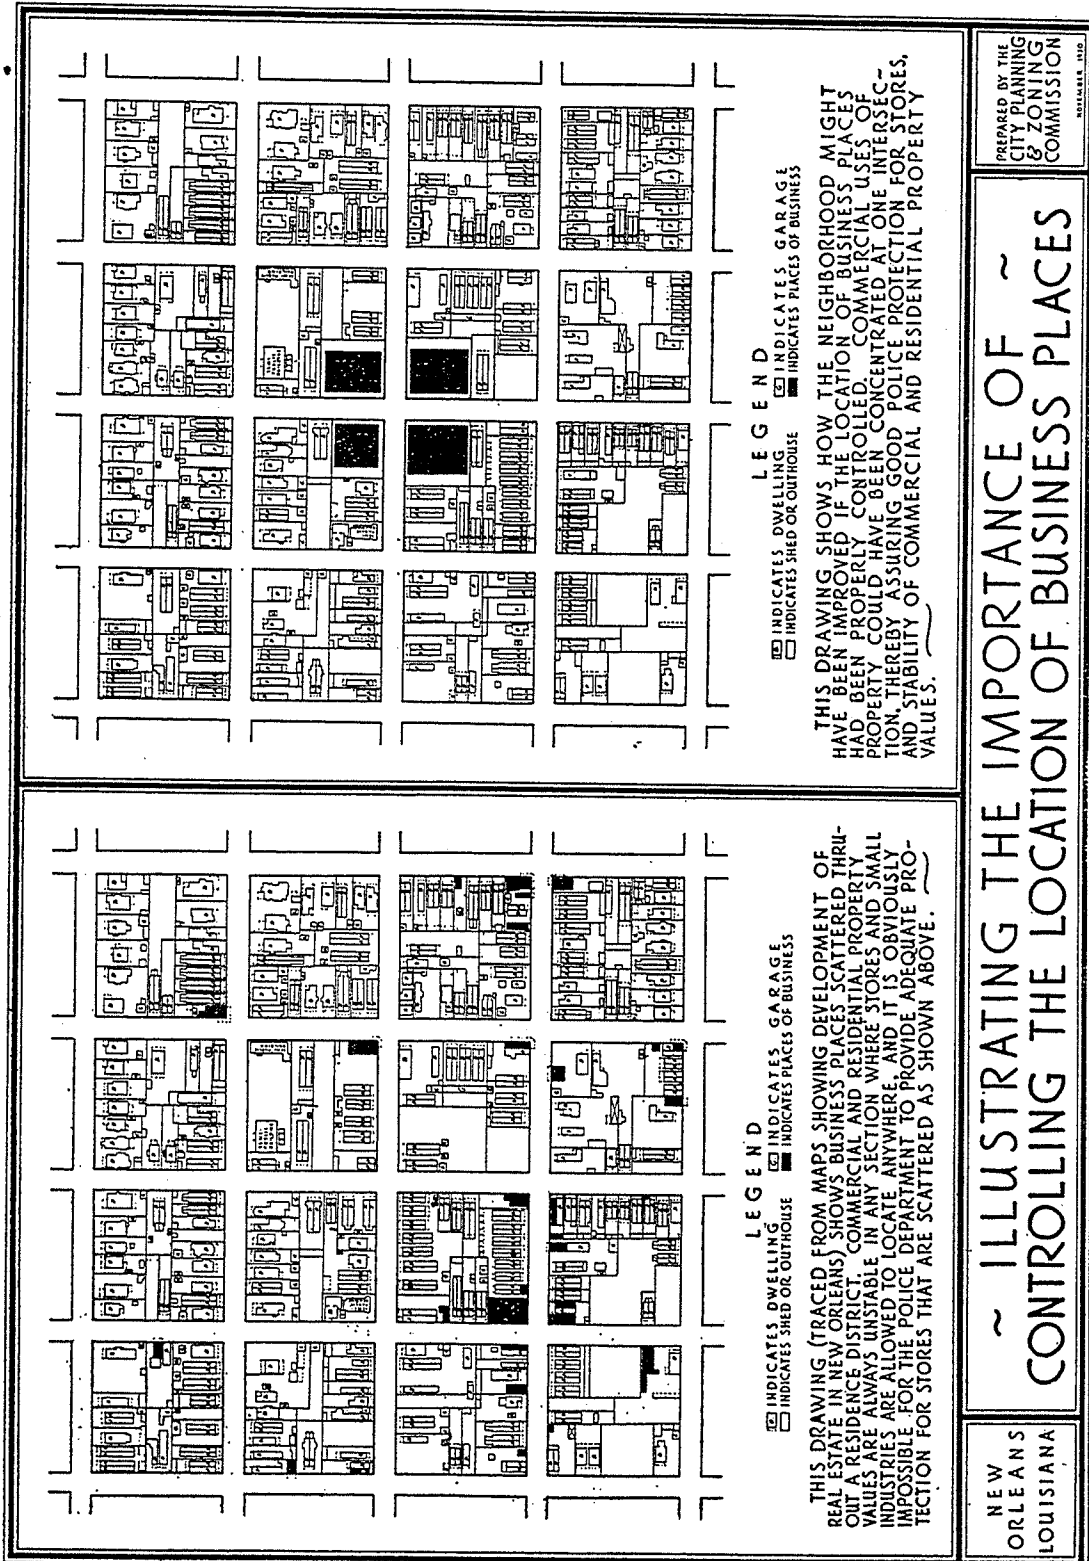 LEGEND
INDICATES DWELLING
INDICATES SHED OR OUTHOUSE
G INDICATES GARAGE
INDICATES PLACES OF BUSINESS
THIS DRAWING (TRACED FROM MAPS SHOWING DEVELOPMENT OF
REAL ESTATE IN NEW ORLEANS) SHOWS BUSINESS PLACES SCATTERED THRU-
OUT A RESIDENCE DISTRICT. COMMERCIAL AND RESIDENTIAL PROPERTY
VALUES ARE ALWAYS UNSTABLE IN ANY SECTION WHERE STORES AND SMALL
INDUSTRIES ARE ALLOWED TO LOCATE ANYWHERE, AND IT IS OBVIOUSLY
IMPOSSIBLE FOR THE POLICE DEPARTMENT TO PROVIDE ADEQUATE PRO-
TECTION FOR STORES THAT ARE SCATTERED AS SHOWN ABOVE.
LEGEND
INDICATES DWELLING
INDICATES SHED OR OUTHOUSE
G INDICATES GARAGE
INDICATES PLACES OF BUSINESS
THIS DRAWING SHOWS HOW THE NEIGHBORHOOD MIGHT
HAVE BEEN IMPROVED IF THE LOCATION OF BUSINESS PLACES
HAD BEEN PROPERLY CONTROLLED. COMMERCIAL USES OF
PROPERTY COULD HAVE BEEN CONCENTRATED AT ONE INTERSEC-
TION, THEREBY ASSURING GOOD POLICE PROTECTION FOR STORES,
AND STABILITY OF COMMERCIAL AND RESIDENTIAL PROPERTY
VALUES.
NEW
ORLEANS
LOUISIANA
~ ILLUSTRATING THE IMPORTANCE OF ~
CONTROLLING THE LOCATION OF BUSINESS PLACES
PREPARED BY THE
CITY PLANNING
& ZONING
COMMISSION
NOVEMBER 1930